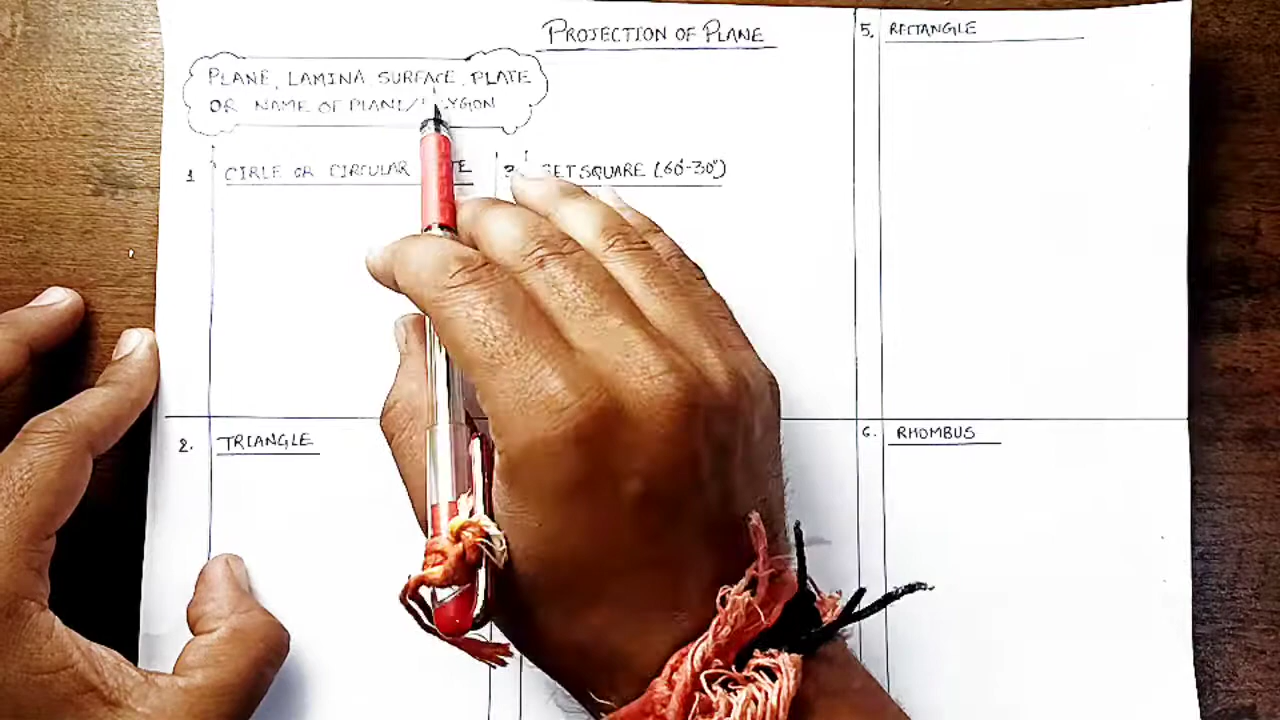 PROJECTION OF PLANE
PLANE, LAMINA, SURFACE, PLATE
OR NAME OF PLANE/
1 CIRLE OR CIRCULAR
SET SQUARE (60°-30°)
5. RECTANGLE
2. TRIANGLE
6. RHOMBUS